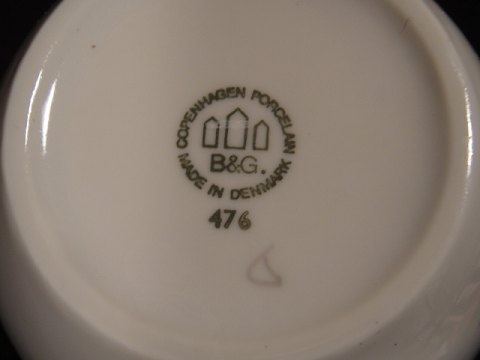 COPENHAGEN PORCELAIN
B&G.
MADE IN DENMARK
476